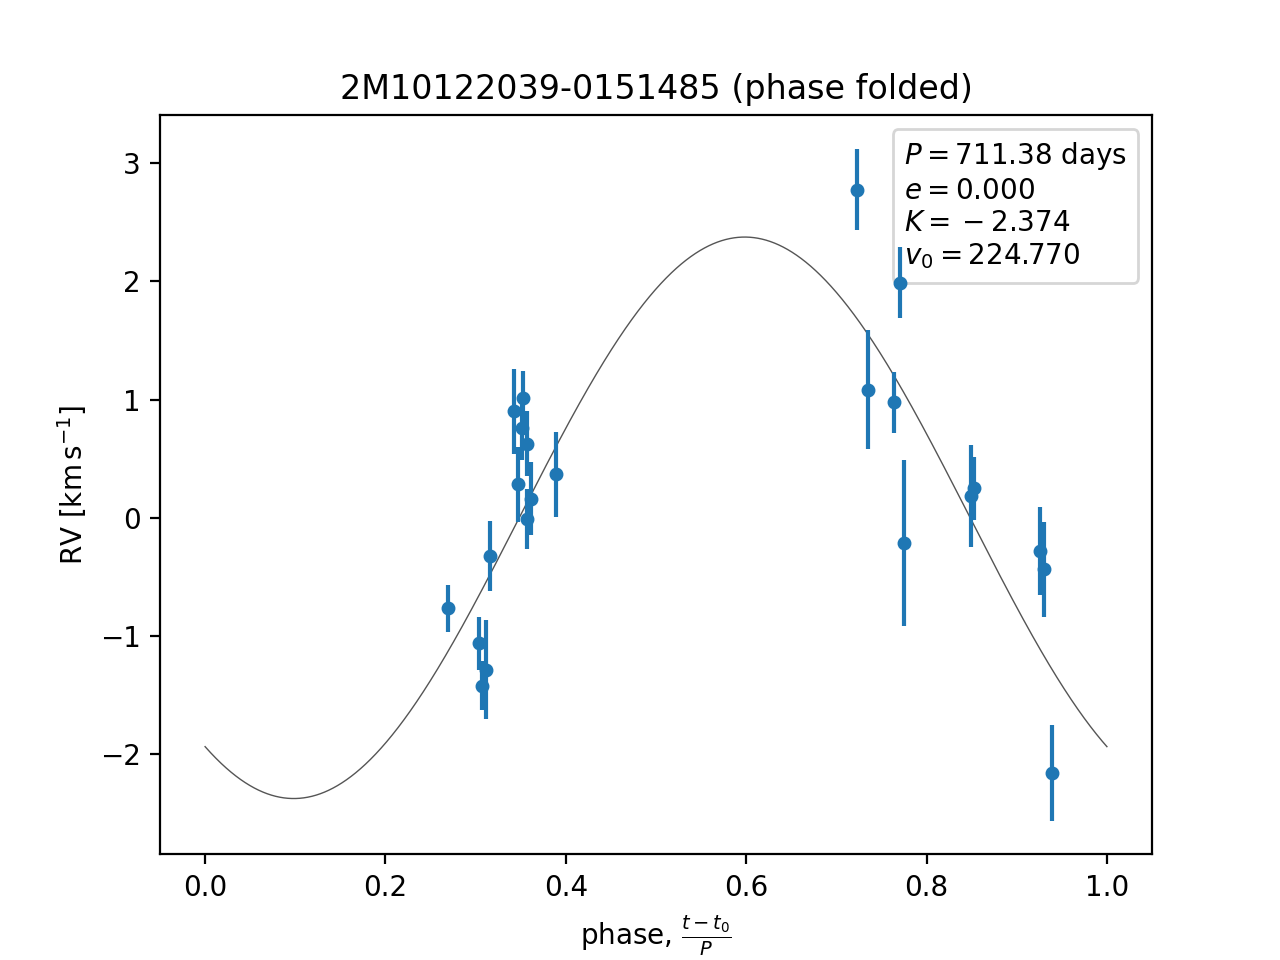 2M10122039-0151485 (phase folded)
P = 711.38 days
e = 0.000
K = −2.374
v₀ = 224.770
3
2
1
0
−1
−2
RV [km s⁻¹]
0.0 0.2 0.4 0.6 0.8 1.0
phase, (t − t₀)/P